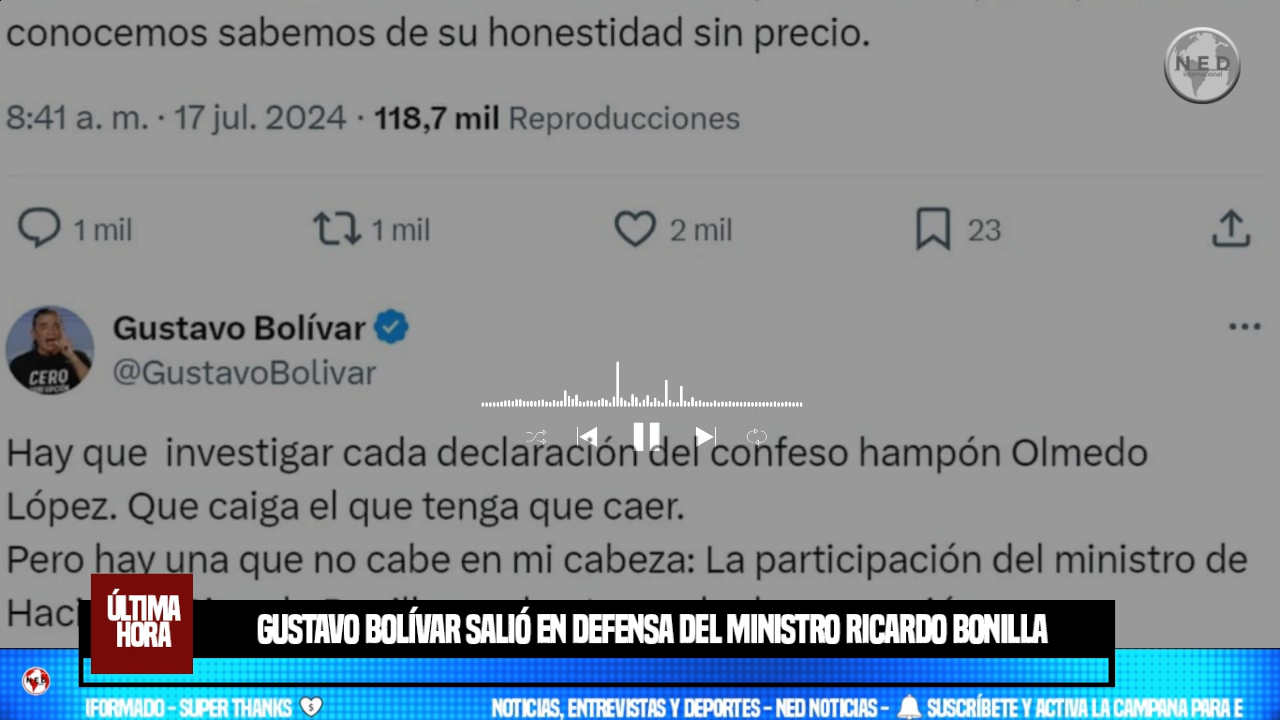 conocemos sabemos de su honestidad sin precio.
NED
international
8:41 a. m. · 17 jul. 2024 · 118,7 mil Reproducciones
1 mil 1 mil 2 mil 23
Gustavo Bolívar
@GustavoBolivar
CERO
Hay que investigar cada declaración del confeso hampón Olmedo
López. Que caiga el que tenga que caer.
Pero hay una que no cabe en mi cabeza: La participación del ministro de
ÚLTIMA
HORA
GUSTAVO BOLÍVAR SALIÓ EN DEFENSA DEL MINISTRO RICARDO BONILLA
NED
IFORMADO - SUPER THANKS NOTICIAS, ENTREVISTAS Y DEPORTES - NED NOTICIAS - SUSCRÍBETE Y ACTIVA LA CAMPANA PARA E